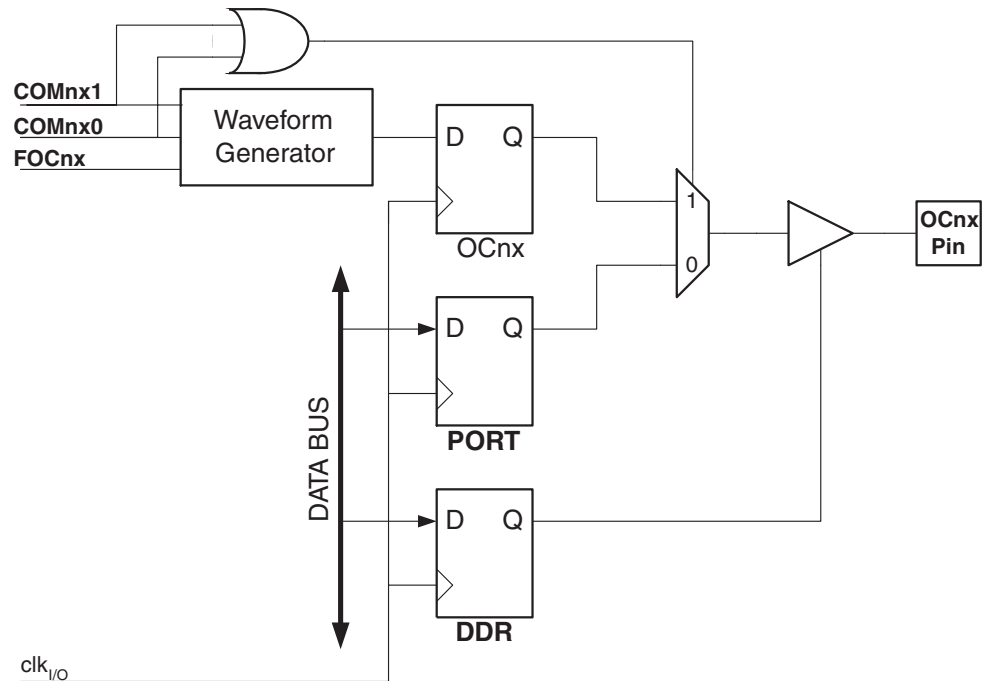 COMnx1
COMnx0
FOCnx
Waveform
Generator
D Q
OCnx
1
0
OCnx
Pin
D Q
PORT
DATA BUS
D Q
DDR
clkI/O